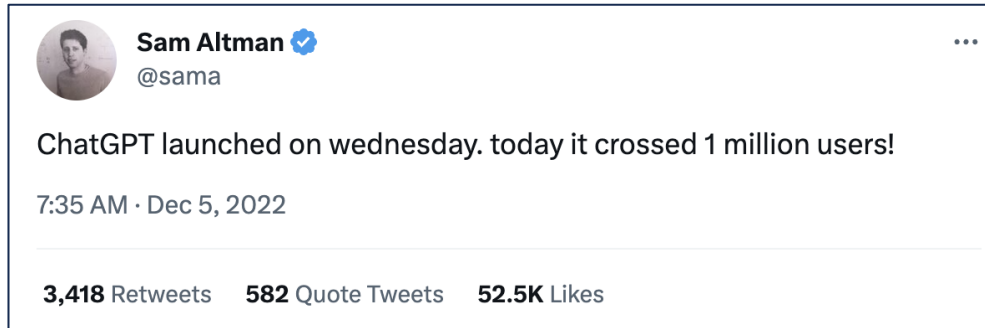 Sam Altman
@sama
ChatGPT launched on wednesday. today it crossed 1 million users!
7:35 AM · Dec 5, 2022
3,418 Retweets 582 Quote Tweets 52.5K Likes